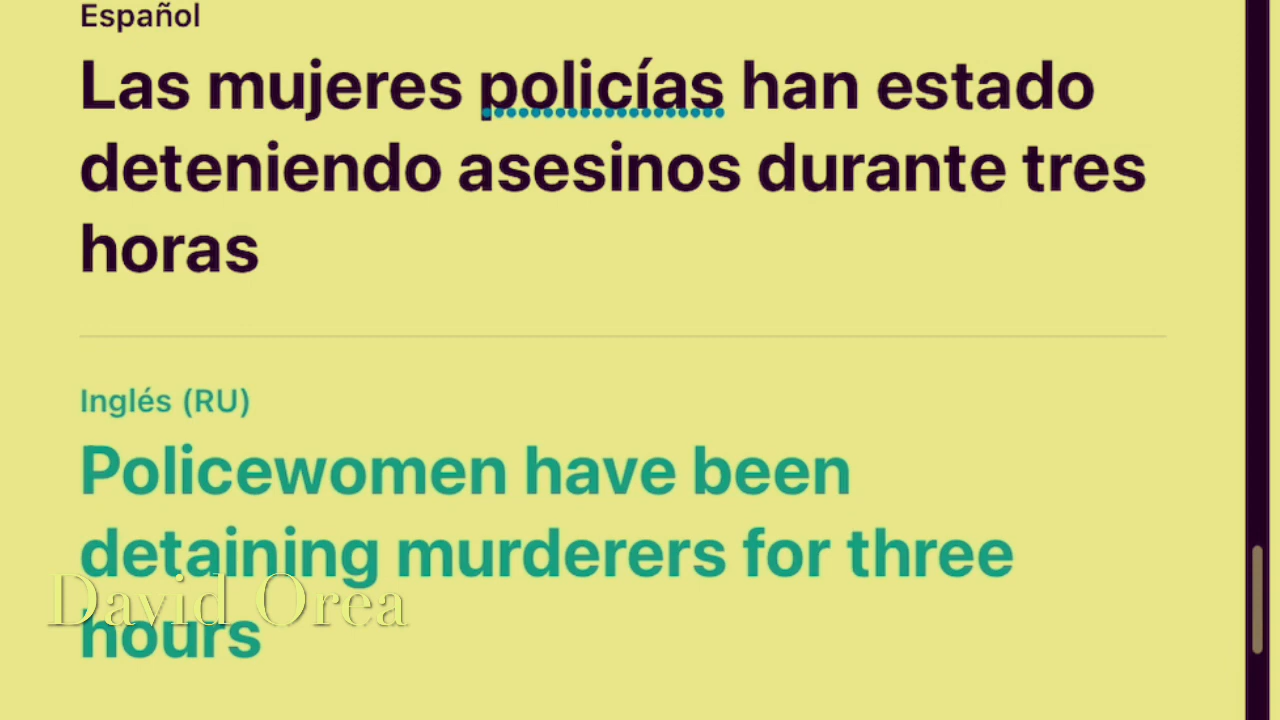 Español
Las mujeres policías han estado
deteniendo asesinos durante tres
horas
Inglés (RU)
Policewomen have been
detaining murderers for three
hours
David Orea